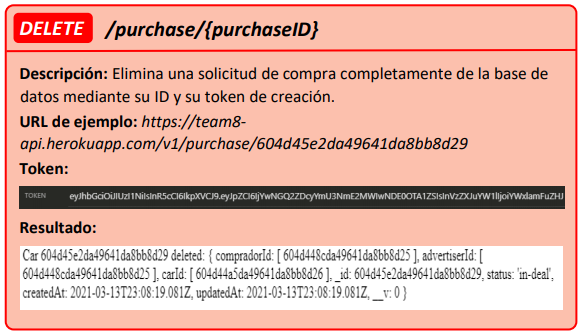 DELETE /purchase/{purchaseID}
Descripción: Elimina una solicitud de compra completamente de la base de
datos mediante su ID y su token de creación.
URL de ejemplo: https://team8-
api.herokuapp.com/v1/purchase/604d45e2da49641da8bb8d29
Token:
TOKEN eyJhbGciOiJIUzI1NiIsInR5cCI6IkpXVCJ9.eyJpZCI6IjYwNGQ2ZDcyYmU3NmE2MWIwNDE0OTA1ZSIsInVzZXJuYW1lIjoiYWxlamFuZHJ
Resultado:
Car 604d45e2da49641da8bb8d29 deleted: { compradorId: [ 604d448cda49641da8bb8d25 ], advertiserId: [
604d448cda49641da8bb8d25 ], carId: [ 604d44a5da49641da8bb8d26 ], _id: 604d45e2da49641da8bb8d29, status: 'in-deal',
createdAt: 2021-03-13T23:08:19.081Z, updatedAt: 2021-03-13T23:08:19.081Z, __v: 0 }